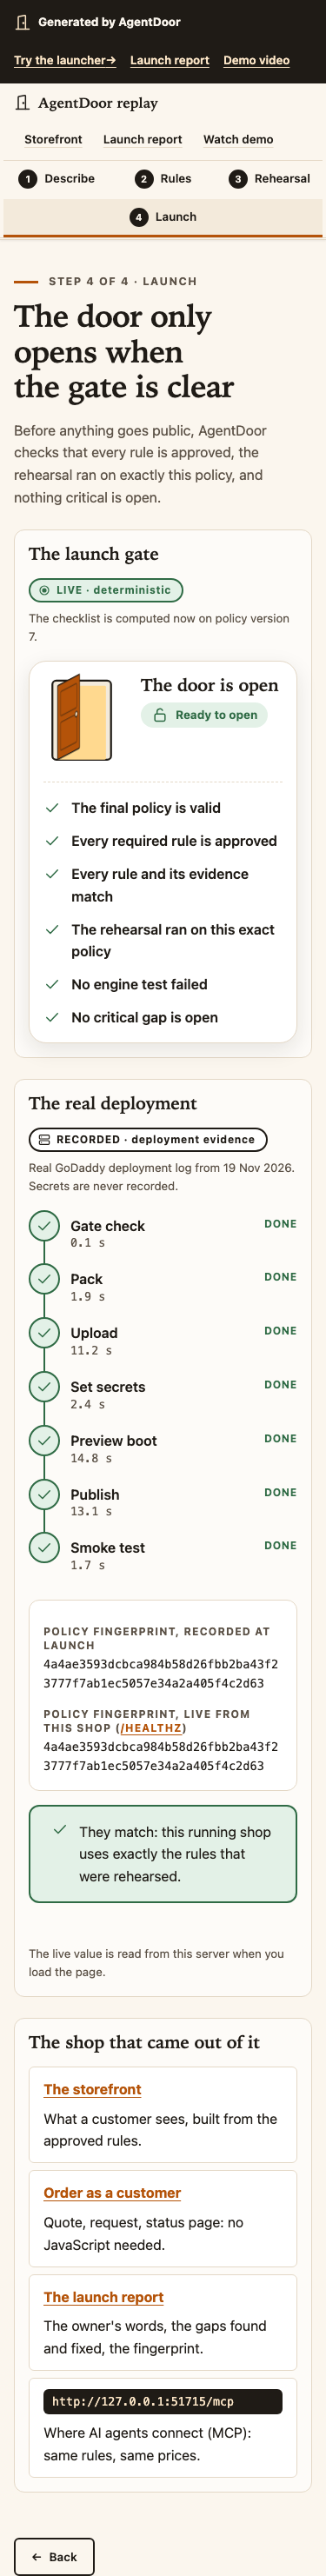 Generated by AgentDoor
Try the launcher→ Launch report Demo video
AgentDoor replay
Storefront Launch report Watch demo
1 Describe 2 Rules 3 Rehearsal
4 Launch
STEP 4 OF 4 · LAUNCH
The door only
opens when
the gate is clear
Before anything goes public, AgentDoor
checks that every rule is approved, the
rehearsal ran on exactly this policy, and
nothing critical is open.
The launch gate
LIVE · deterministic
The checklist is computed now on policy version
7.
The door is open
Ready to open
The final policy is valid
Every required rule is approved
Every rule and its evidence
match
The rehearsal ran on this exact
policy
No engine test failed
No critical gap is open
The real deployment
RECORDED · deployment evidence
Real GoDaddy deployment log from 19 Nov 2026.
Secrets are never recorded.
Gate check DONE
0.1 s
Pack DONE
1.9 s
Upload DONE
11.2 s
Set secrets DONE
2.4 s
Preview boot DONE
14.8 s
Publish DONE
13.1 s
Smoke test DONE
1.7 s
POLICY FINGERPRINT, RECORDED AT
LAUNCH
4a4ae3593dcbca984b58d26fbb2ba43f2
3777f7ab1ec5057e34a2a405f4c2d63
POLICY FINGERPRINT, LIVE FROM
THIS SHOP (/HEALTHZ)
4a4ae3593dcbca984b58d26fbb2ba43f2
3777f7ab1ec5057e34a2a405f4c2d63
They match: this running shop
uses exactly the rules that
were rehearsed.
The live value is read from this server when you
load the page.
The shop that came out of it
The storefront
What a customer sees, built from the
approved rules.
Order as a customer
Quote, request, status page: no
JavaScript needed.
The launch report
The owner's words, the gaps found
and fixed, the fingerprint.
http://127.0.0.1:51715/mcp
Where AI agents connect (MCP):
same rules, same prices.
← Back